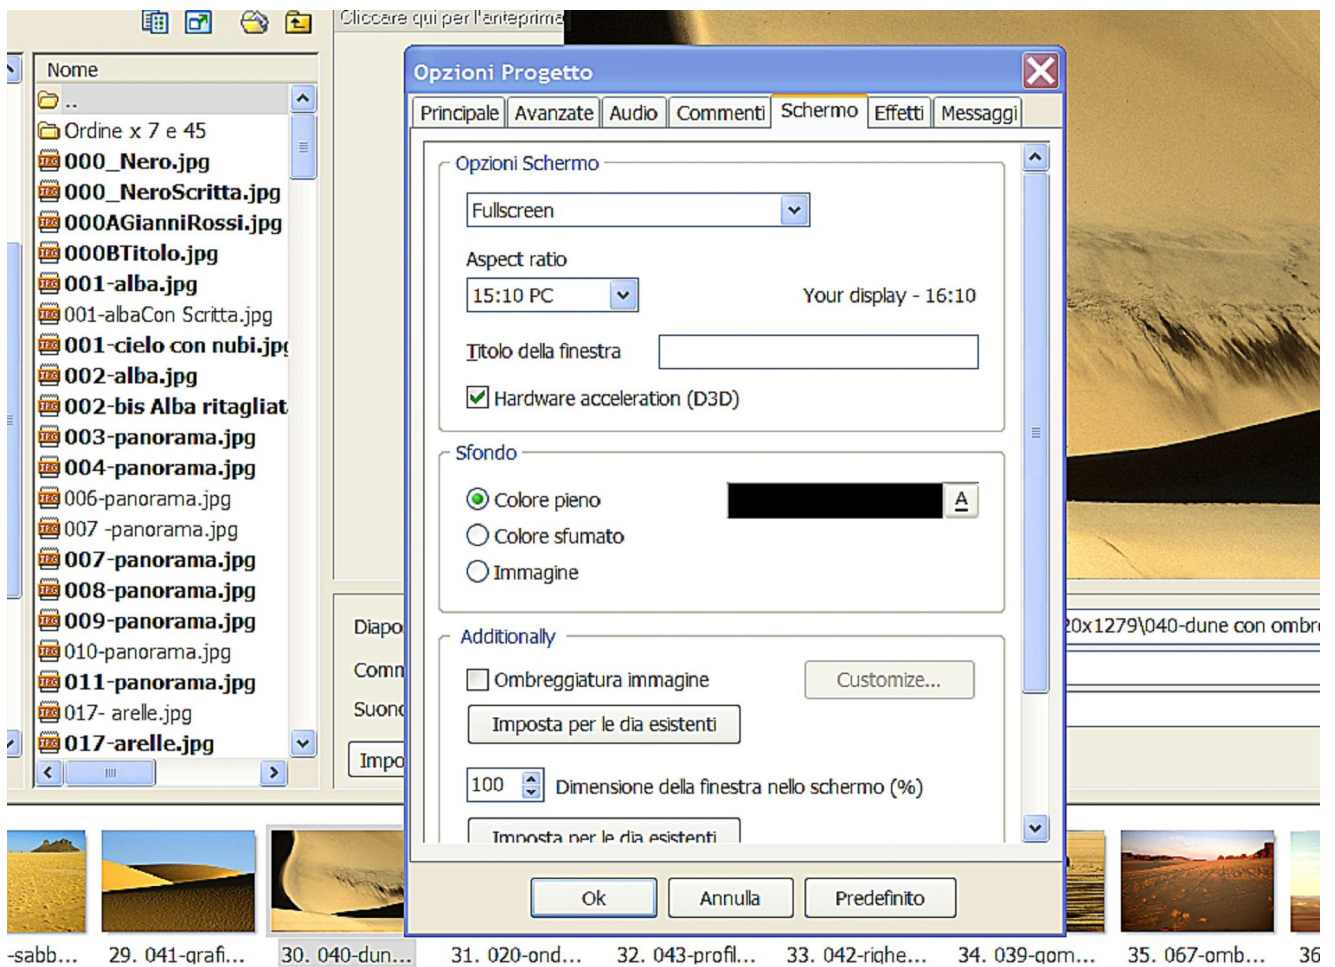 Cliccare qui per l'anteprima
Nome
..
Ordine x 7 e 45
000_Nero.jpg
000_NeroScritta.jpg
000AGianniRossi.jpg
000BTitolo.jpg
001-alba.jpg
001-albaCon Scritta.jpg
001-cielo con nubi.jpg
002-alba.jpg
002-bis Alba ritagliat
003-panorama.jpg
004-panorama.jpg
006-panorama.jpg
007 -panorama.jpg
007-panorama.jpg
008-panorama.jpg
009-panorama.jpg
010-panorama.jpg
011-panorama.jpg
017- arelle.jpg
017-arelle.jpg
Opzioni Progetto
Principale Avanzate Audio Commenti Schermo Effetti Messaggi
Opzioni Schermo
Fullscreen
Aspect ratio
15:10 PC Your display - 16:10
Titolo della finestra
Hardware acceleration (D3D)
Sfondo
Colore pieno A
Colore sfumato
Immagine
Additionally
Ombreggiatura immagine Customize...
Imposta per le dia esistenti
100 Dimensione della finestra nello schermo (%)
Imposta per le dia esistenti
Ok Annulla Predefinito
Diapo
Comm
Suono
Impo
20x1279\040-dune con ombre
-sabb... 29. 041-grafi... 30. 040-dun... 31. 020-ond... 32. 043-profil... 33. 042-righe... 34. 039-gom... 35. 067-omb... 36